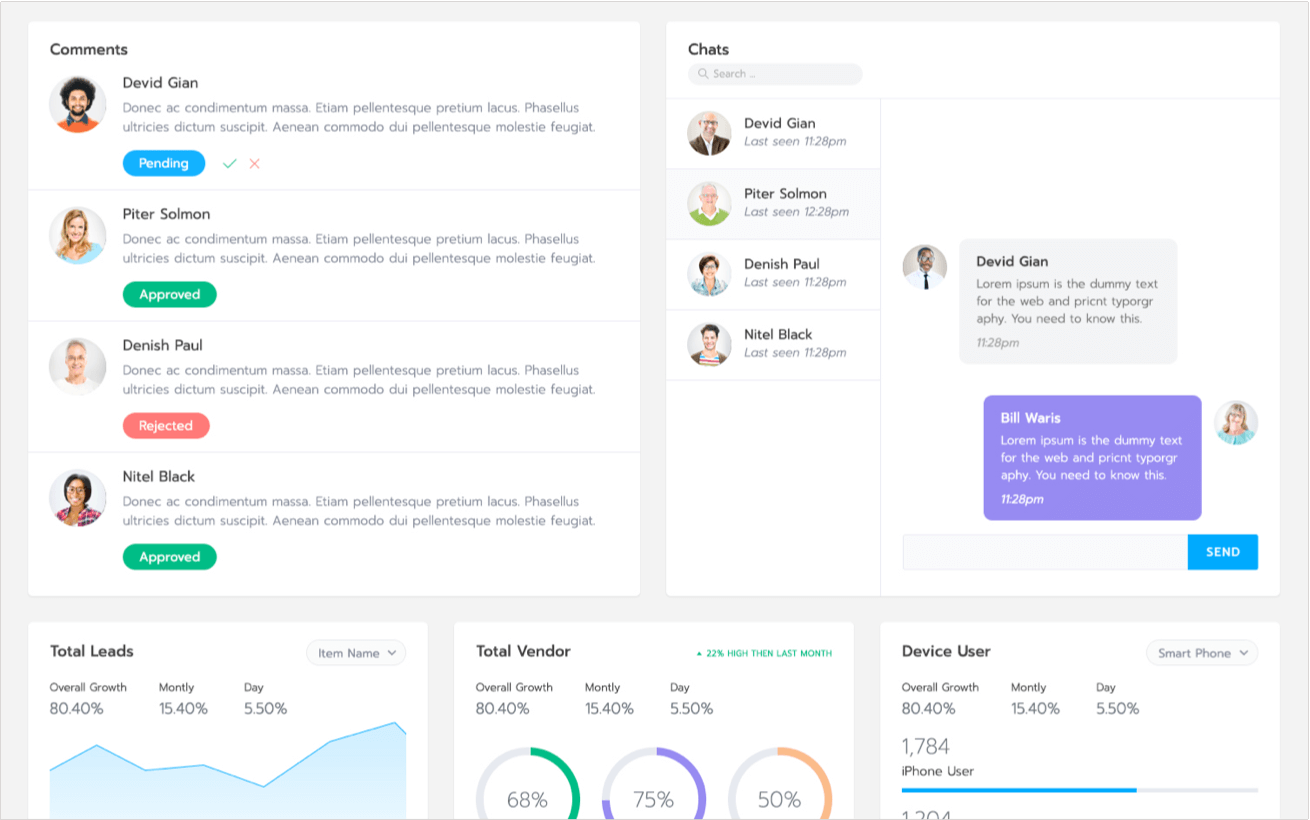 Comments
Devid Gian
Donec ac condimentum massa. Etiam pellentesque pretium lacus. Phasellus
ultricies dictum suscipit. Aenean commodo dui pellentesque molestie feugiat.
Pending
Piter Solmon
Donec ac condimentum massa. Etiam pellentesque pretium lacus. Phasellus
ultricies dictum suscipit. Aenean commodo dui pellentesque molestie feugiat.
Approved
Denish Paul
Donec ac condimentum massa. Etiam pellentesque pretium lacus. Phasellus
ultricies dictum suscipit. Aenean commodo dui pellentesque molestie feugiat.
Rejected
Nitel Black
Donec ac condimentum massa. Etiam pellentesque pretium lacus. Phasellus
ultricies dictum suscipit. Aenean commodo dui pellentesque molestie feugiat.
Approved
Chats
Search ...
Devid Gian
Last seen 11:28pm
Piter Solmon
Last seen 12:28pm
Denish Paul
Last seen 11:28pm
Nitel Black
Last seen 11:28pm
Devid Gian
Lorem ipsum is the dummy text
for the web and pricnt typorgr
aphy. You need to know this.
11:28pm
Bill Waris
Lorem ipsum is the dummy text
for the web and pricnt typorgr
aphy. You need to know this.
11:28pm
SEND
Total Leads
Item Name
Overall Growth Montly Day
80.40% 15.40% 5.50%
Total Vendor
▲ 22% HIGH THEN LAST MONTH
Overall Growth Montly Day
80.40% 15.40% 5.50%
68% 75% 50%
Device User
Smart Phone
Overall Growth Montly Day
80.40% 15.40% 5.50%
1,784
iPhone User
1,204